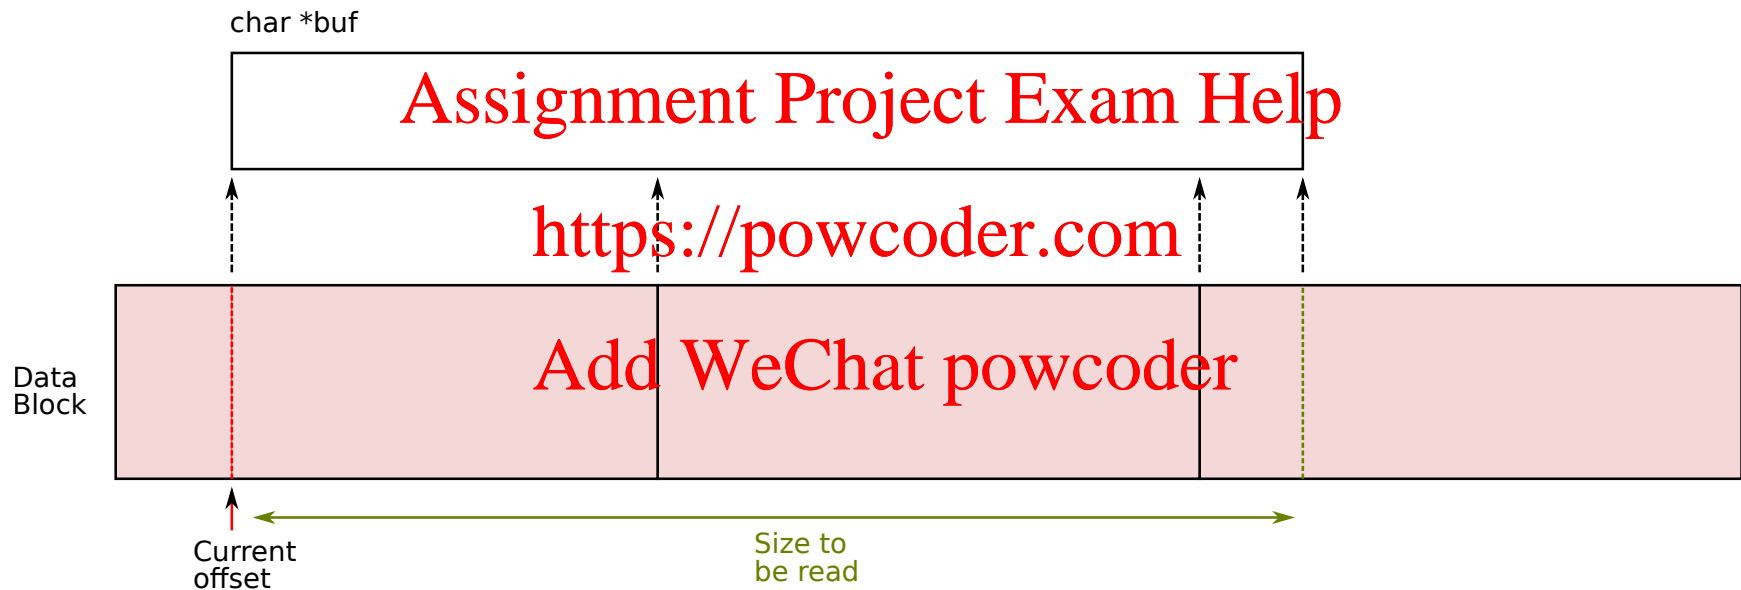 char *buf
Assignment Project Exam Help
https://powcoder.com
Add WeChat powcoder
Data
Block
Current
offset
Size to
be read